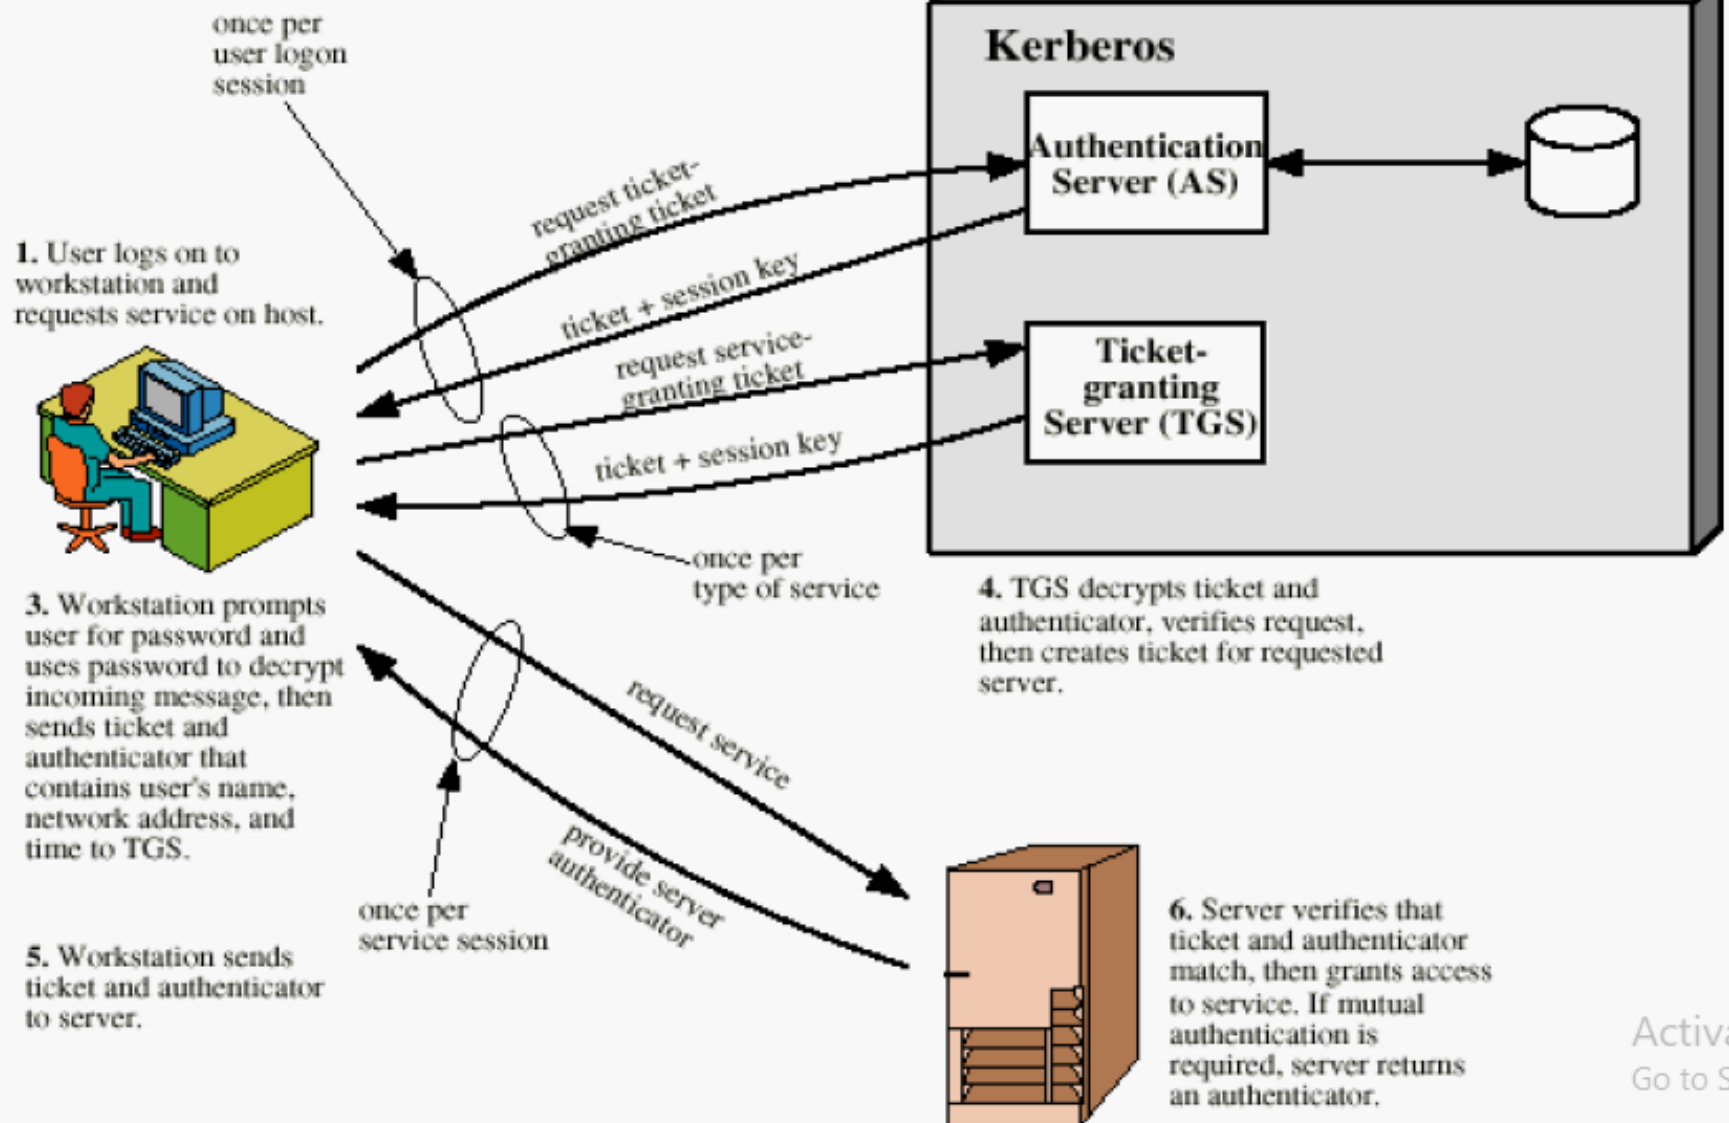 once per
user logon
session
Kerberos
Authentication
Server (AS)
request ticket-
granting ticket
1. User logs on to
workstation and
requests service on host.
ticket + session key
request service-
granting ticket
Ticket-
granting
Server (TGS)
ticket + session key
once per
type of service
3. Workstation prompts
user for password and
uses password to decrypt
incoming message, then
sends ticket and
authenticator that
contains user's name,
network address, and
time to TGS.
4. TGS decrypts ticket and
authenticator, verifies request,
then creates ticket for requested
server.
request service
provide server
authenticator
once per
service session
5. Workstation sends
ticket and authenticator
to server.
6. Server verifies that
ticket and authenticator
match, then grants access
to service. If mutual
authentication is
required, server returns
an authenticator.
Go to